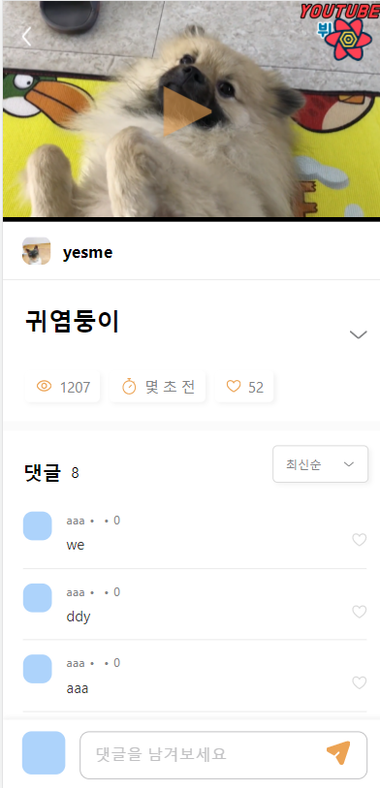 YOUTUBE
뷔
yesme
귀염둥이
1207
몇 초 전
52
댓글 8
최신순
aaa • • 0
we
aaa • • 0
ddy
aaa • • 0
aaa
댓글을 남겨보세요